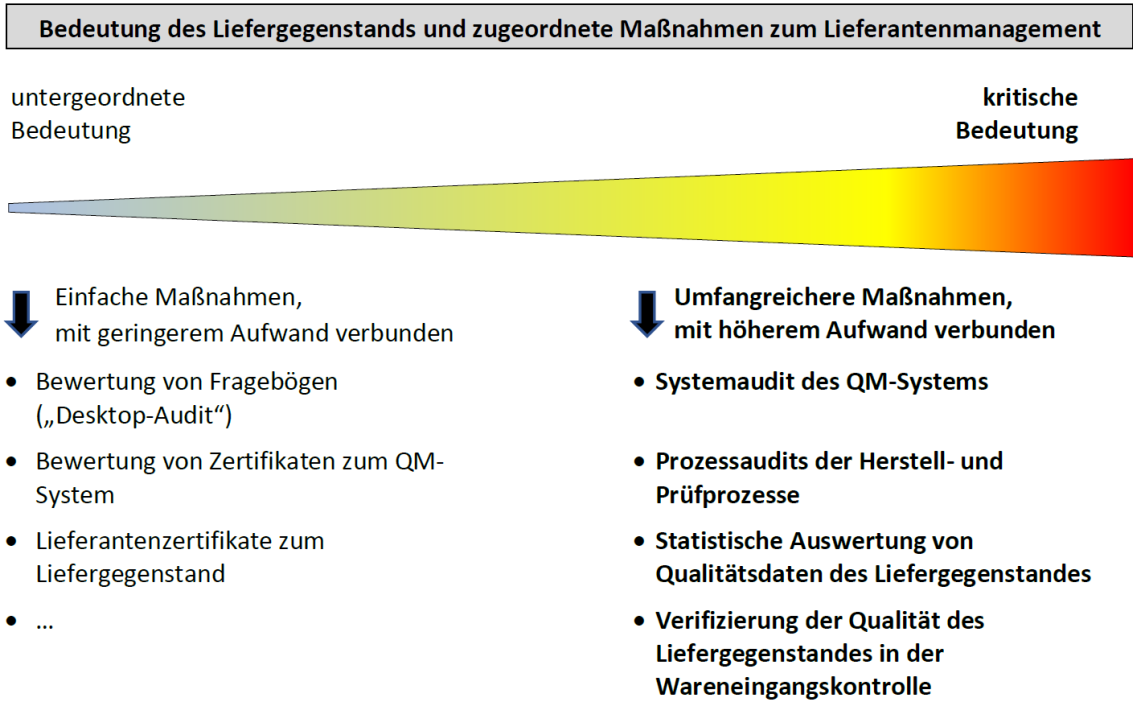 Bedeutung des Liefergegenstands und zugeordnete Maßnahmen zum Lieferantenmanagement
untergeordnete
Bedeutung
kritische
Bedeutung
Einfache Maßnahmen,
mit geringerem Aufwand verbunden
• Bewertung von Fragebögen
(„Desktop-Audit“)
• Bewertung von Zertifikaten zum QM-
System
• Lieferantenzertifikate zum
Liefergegenstand
• ...
Umfangreichere Maßnahmen,
mit höherem Aufwand verbunden
• Systemaudit des QM-Systems
• Prozessaudits der Herstell- und
Prüfprozesse
• Statistische Auswertung von
Qualitätsdaten des Liefergegenstandes
• Verifizierung der Qualität des
Liefergegenstandes in der
Wareneingangskontrolle